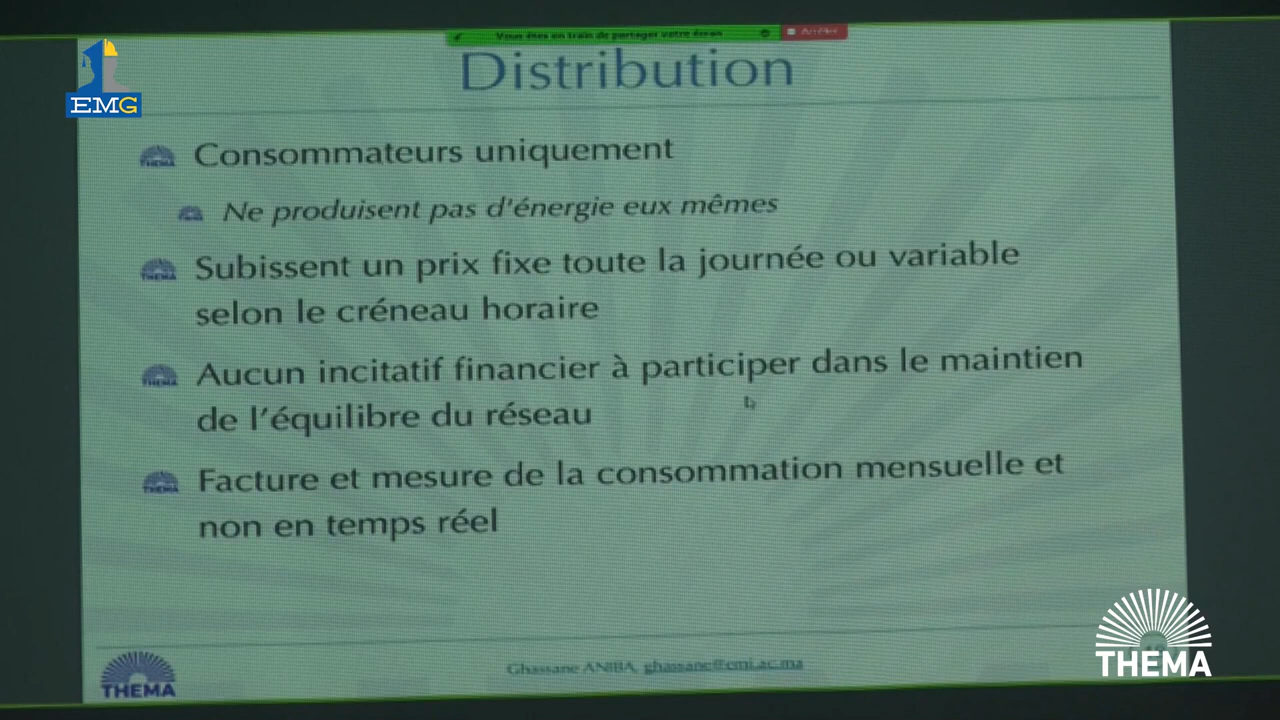 Vous êtes en train de partager votre écran
Arrêter
Distribution
EMG
Consommateurs uniquement
Ne produisent pas d'énergie eux mêmes
Subissent un prix fixe toute la journée ou variable
selon le créneau horaire
Aucun incitatif financier à participer dans le maintien
de l'équilibre du réseau
Facture et mesure de la consommation mensuelle et
non en temps réel
Ghassane ANIBA, ghassane@emi.ac.ma
THEMA
THEMA